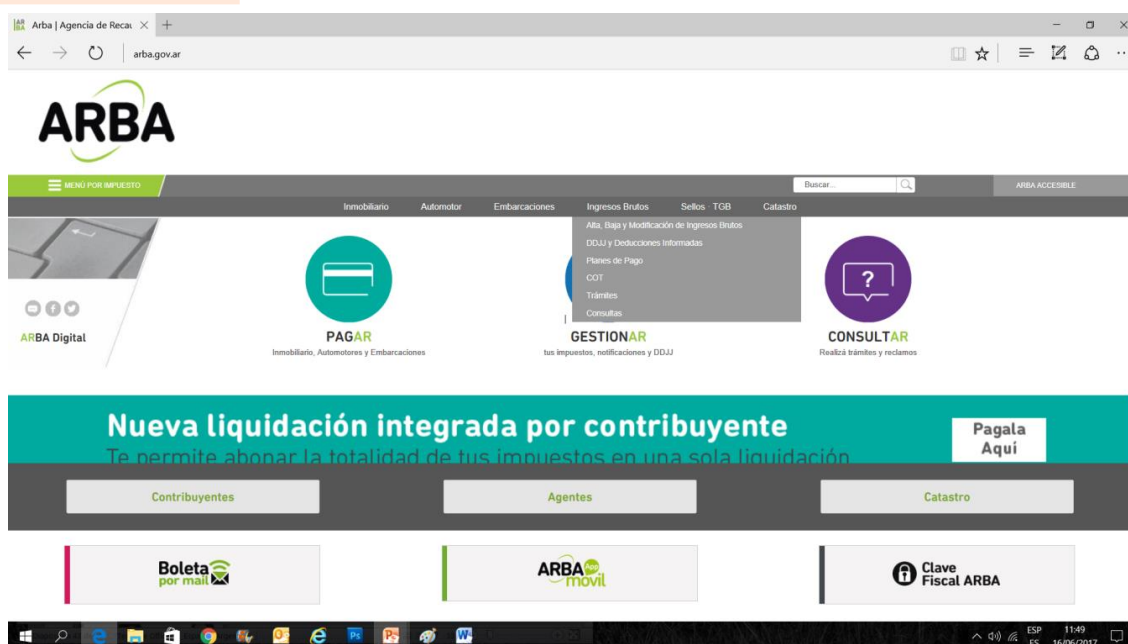 Arba | Agencia de Recau
arba.gov.ar
ARBA
MENÚ POR IMPUESTO
Buscar...
ARBA ACCESIBLE
Inmobiliario Automotor Embarcaciones Ingresos Brutos Sellos - TGB Catastro
Alta, Baja y Modificación de Ingresos Brutos
DDJJ y Deducciones Informadas
Planes de Pago
COT
Trámites
Consultas
?
ARBA Digital
PAGAR
Inmobiliario, Automotores y Embarcaciones
GESTIONAR
tus impuestos, notificaciones y DDJJ
CONSULTAR
Realizá trámites y reclamos
Nueva liquidación integrada por contribuyente
Te permite abonar la totalidad de tus impuestos en una sola liquidación
Pagala
Aquí
Contribuyentes Agentes Catastro
Boleta
por mail
ARBA App
móvil
Clave
Fiscal ARBA
ESP
ES
11:49
16/06/2017